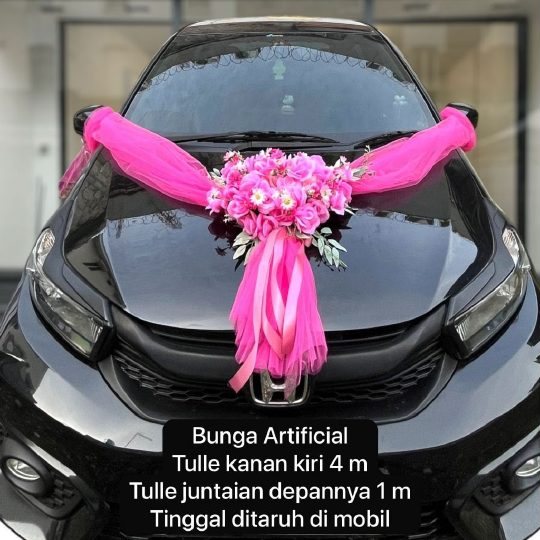 Bunga Artificial
Tulle kanan kiri 4 m
Tulle juntaian depannya 1 m
Tinggal ditaruh di mobil